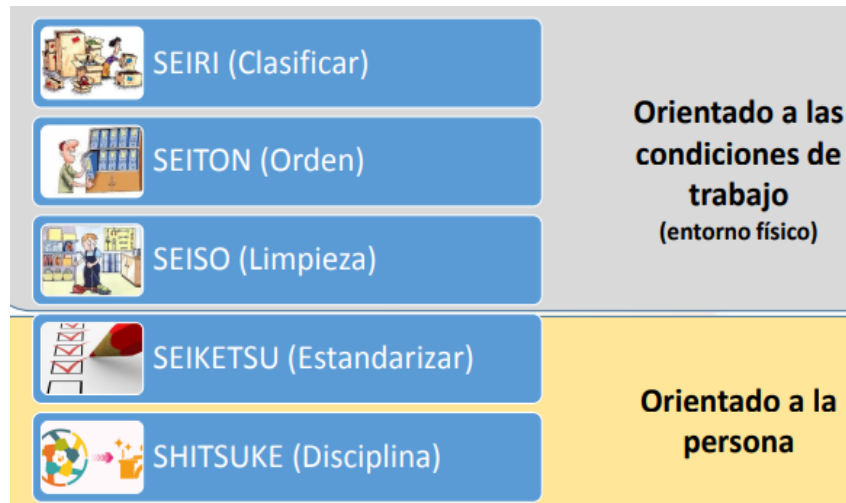 SEIRI (Clasificar)
SEITON (Orden)
SEISO (Limpieza)
Orientado a las
condiciones de
trabajo
(entorno físico)
SEIKETSU (Estandarizar)
SHITSUKE (Disciplina)
Orientado a la
persona